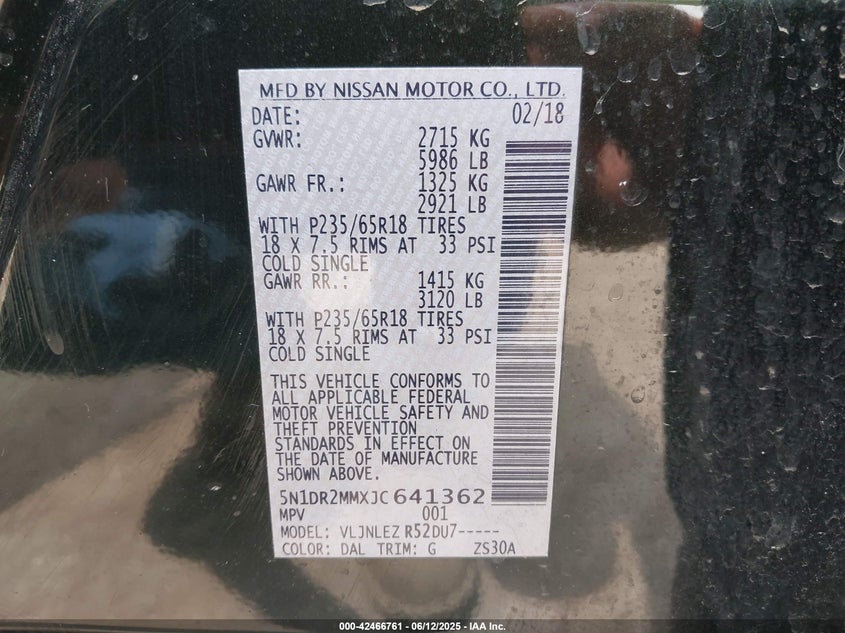 MFD BY NISSAN MOTOR CO., LTD.
DATE: 02/18
GVWR: 2715 KG
5986 LB
GAWR FR.: 1325 KG
2921 LB
WITH P235/65R18 TIRES
18 X 7.5 RIMS AT 33 PSI
COLD SINGLE
GAWR RR.: 1415 KG
3120 LB
WITH P235/65R18 TIRES
18 X 7.5 RIMS AT 33 PSI
COLD SINGLE
THIS VEHICLE CONFORMS TO
ALL APPLICABLE FEDERAL
MOTOR VEHICLE SAFETY AND
THEFT PREVENTION
STANDARDS IN EFFECT ON
THE DATE OF MANUFACTURE
SHOWN ABOVE.
5N1DR2MMXJC641362
MPV 001
MODEL: VLJNLEZ R52DU7-----
COLOR: DAL TRIM: G ZS30A
000-42466761 - 06/12/2025 - IAA Inc.